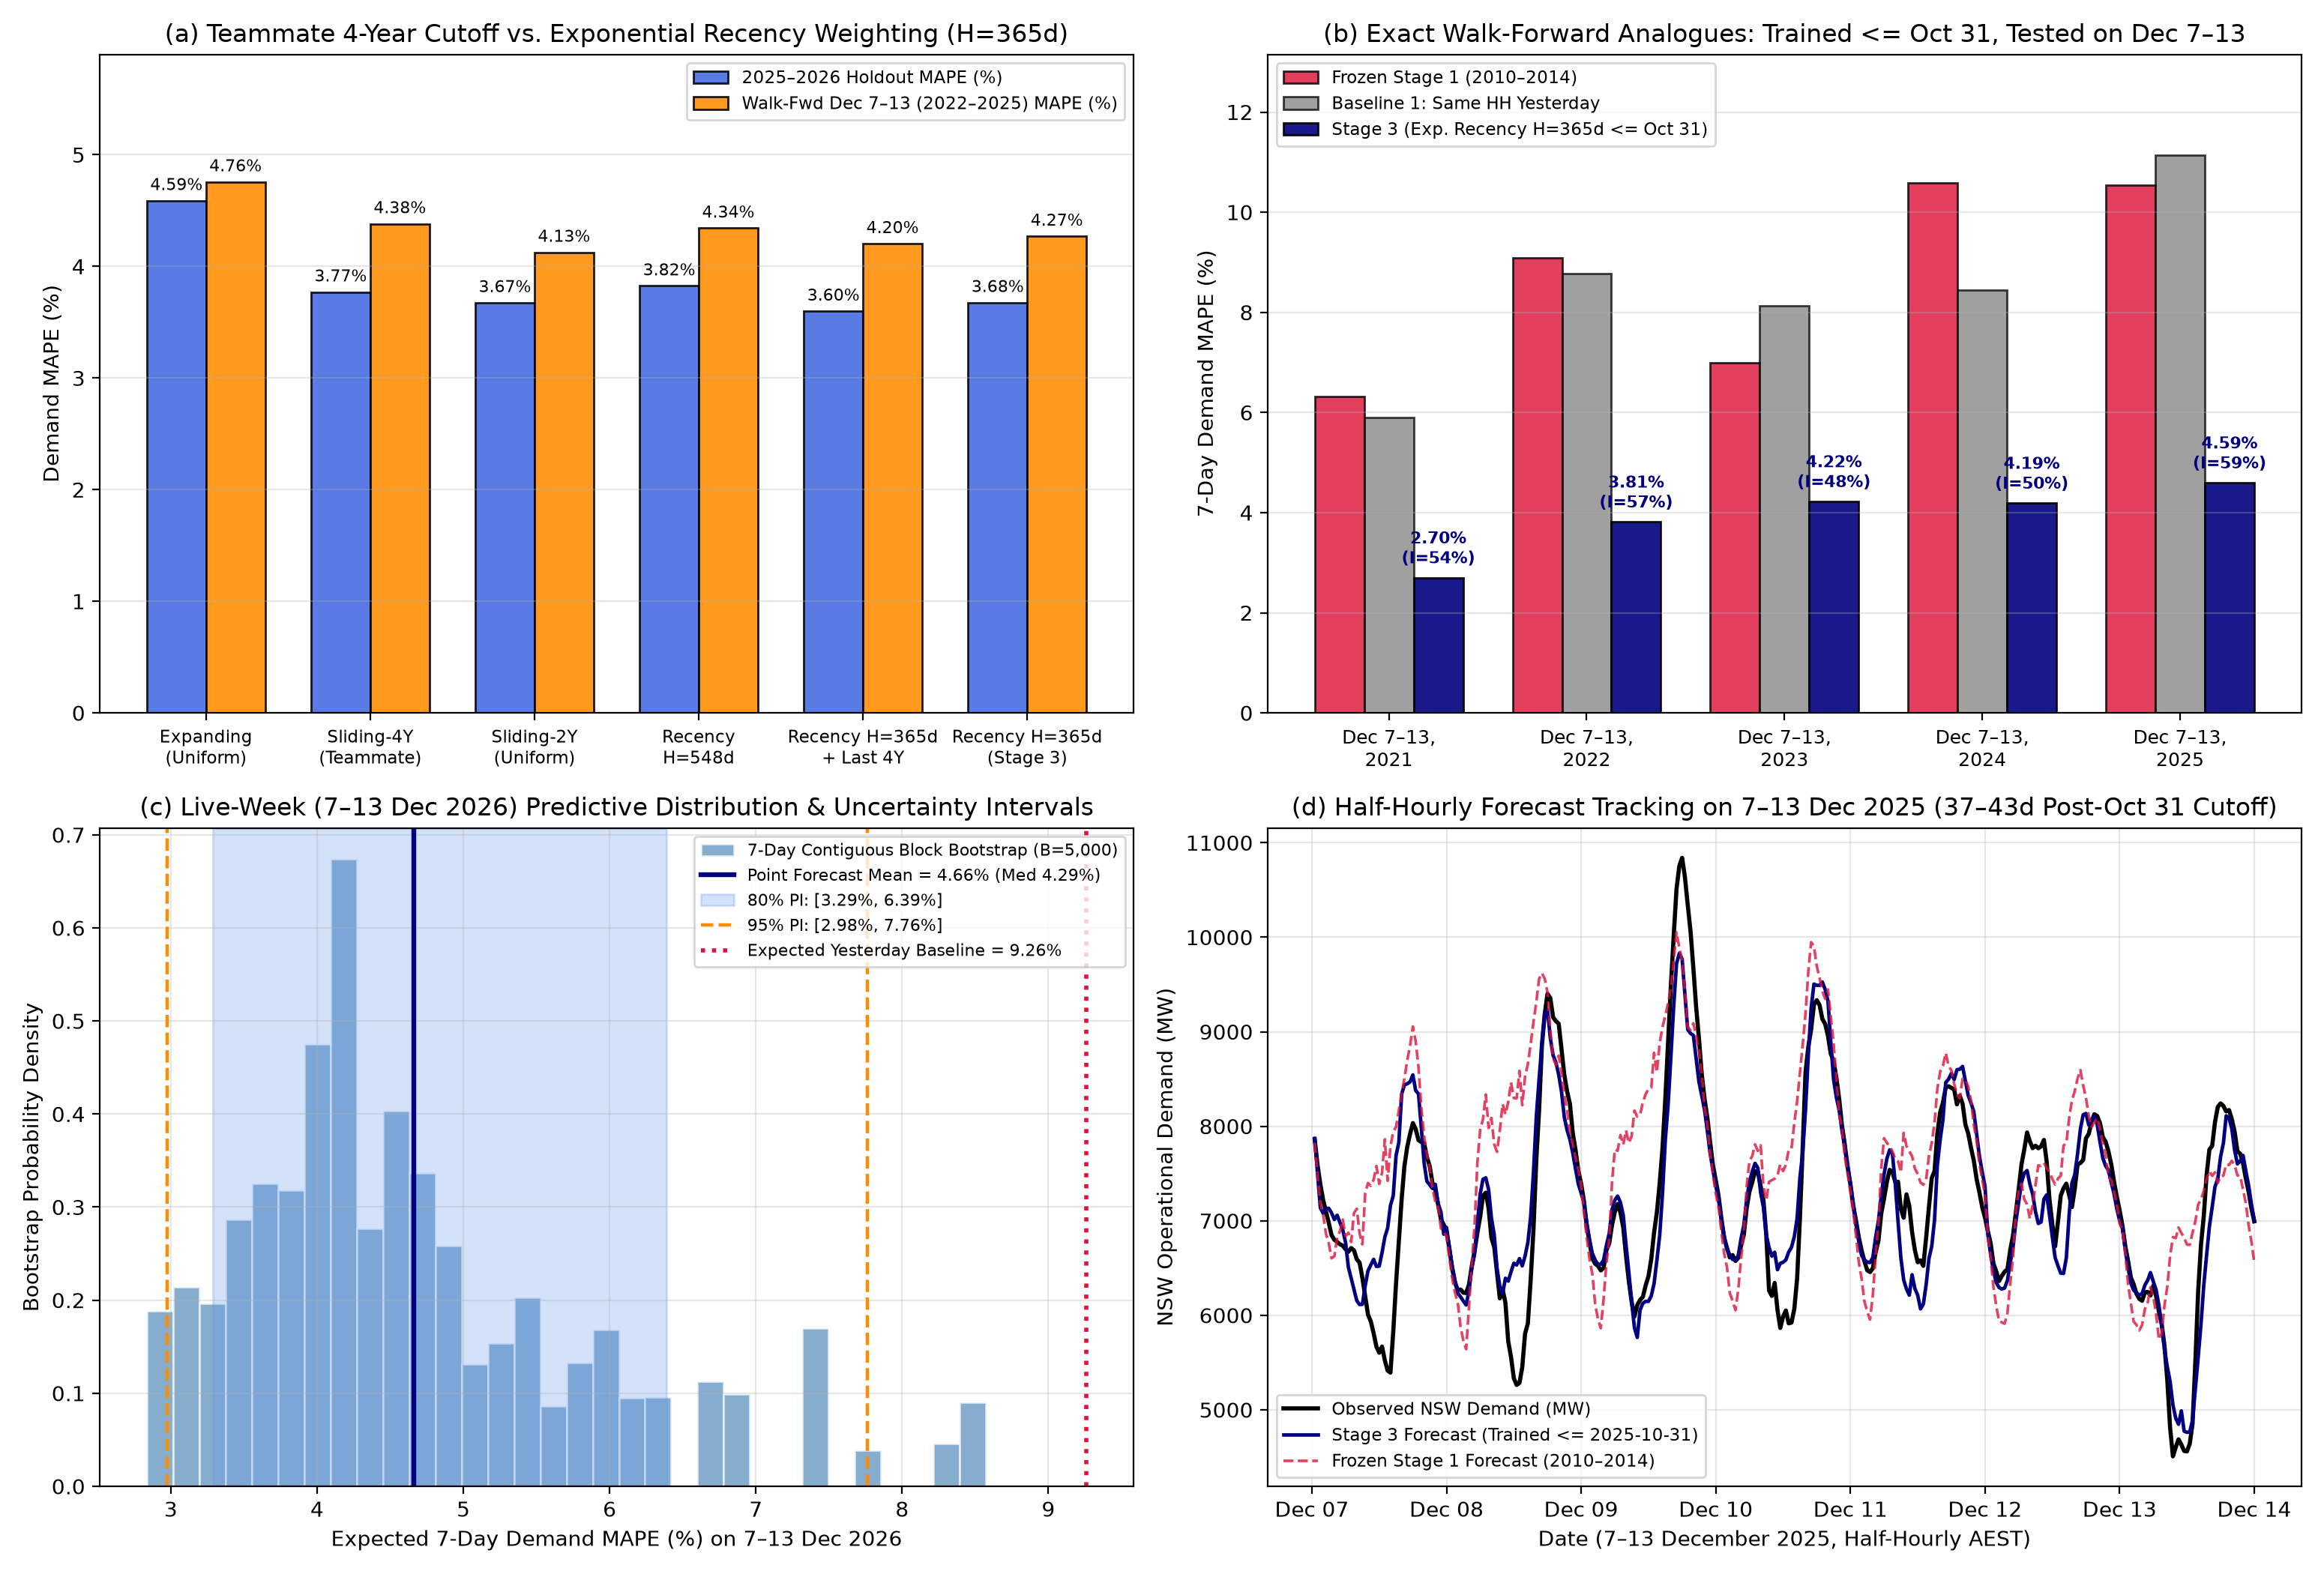 (a) Teammate 4-Year Cutoff vs. Exponential Recency Weighting (H=365d)
2025–2026 Holdout MAPE (%)
Walk-Fwd Dec 7–13 (2022–2025) MAPE (%)
Demand MAPE (%)
5
4
3
2
1
0
4.59%
4.76%
3.77%
4.38%
3.67%
4.13%
3.82%
4.34%
3.60%
4.20%
3.68%
4.27%
Expanding
(Uniform)
Sliding-4Y
(Teammate)
Sliding-2Y
(Uniform)
Recency
H=548d
Recency H=365d
+ Last 4Y
Recency H=365d
(Stage 3)
(b) Exact Walk-Forward Analogues: Trained <= Oct 31, Tested on Dec 7–13
Frozen Stage 1 (2010–2014)
Baseline 1: Same HH Yesterday
Stage 3 (Exp. Recency H=365d <= Oct 31)
7-Day Demand MAPE (%)
12
10
8
6
4
2
0
2.70%
(I=54%)
3.81%
(I=57%)
4.22%
(I=48%)
4.19%
(I=50%)
4.59%
(I=59%)
Dec 7–13,
2021
Dec 7–13,
2022
Dec 7–13,
2023
Dec 7–13,
2024
Dec 7–13,
2025
(c) Live-Week (7–13 Dec 2026) Predictive Distribution & Uncertainty Intervals
7-Day Contiguous Block Bootstrap (B=5,000)
Point Forecast Mean = 4.66% (Med 4.29%)
80% PI: [3.29%, 6.39%]
95% PI: [2.98%, 7.76%]
Expected Yesterday Baseline = 9.26%
Bootstrap Probability Density
0.7
0.6
0.5
0.4
0.3
0.2
0.1
0.0
3 4 5 6 7 8 9
Expected 7-Day Demand MAPE (%) on 7–13 Dec 2026
(d) Half-Hourly Forecast Tracking on 7–13 Dec 2025 (37–43d Post-Oct 31 Cutoff)
NSW Operational Demand (MW)
11000
10000
9000
8000
7000
6000
5000
Observed NSW Demand (MW)
Stage 3 Forecast (Trained <= 2025-10-31)
Frozen Stage 1 Forecast (2010–2014)
Dec 07 Dec 08 Dec 09 Dec 10 Dec 11 Dec 12 Dec 13 Dec 14
Date (7–13 December 2025, Half-Hourly AEST)